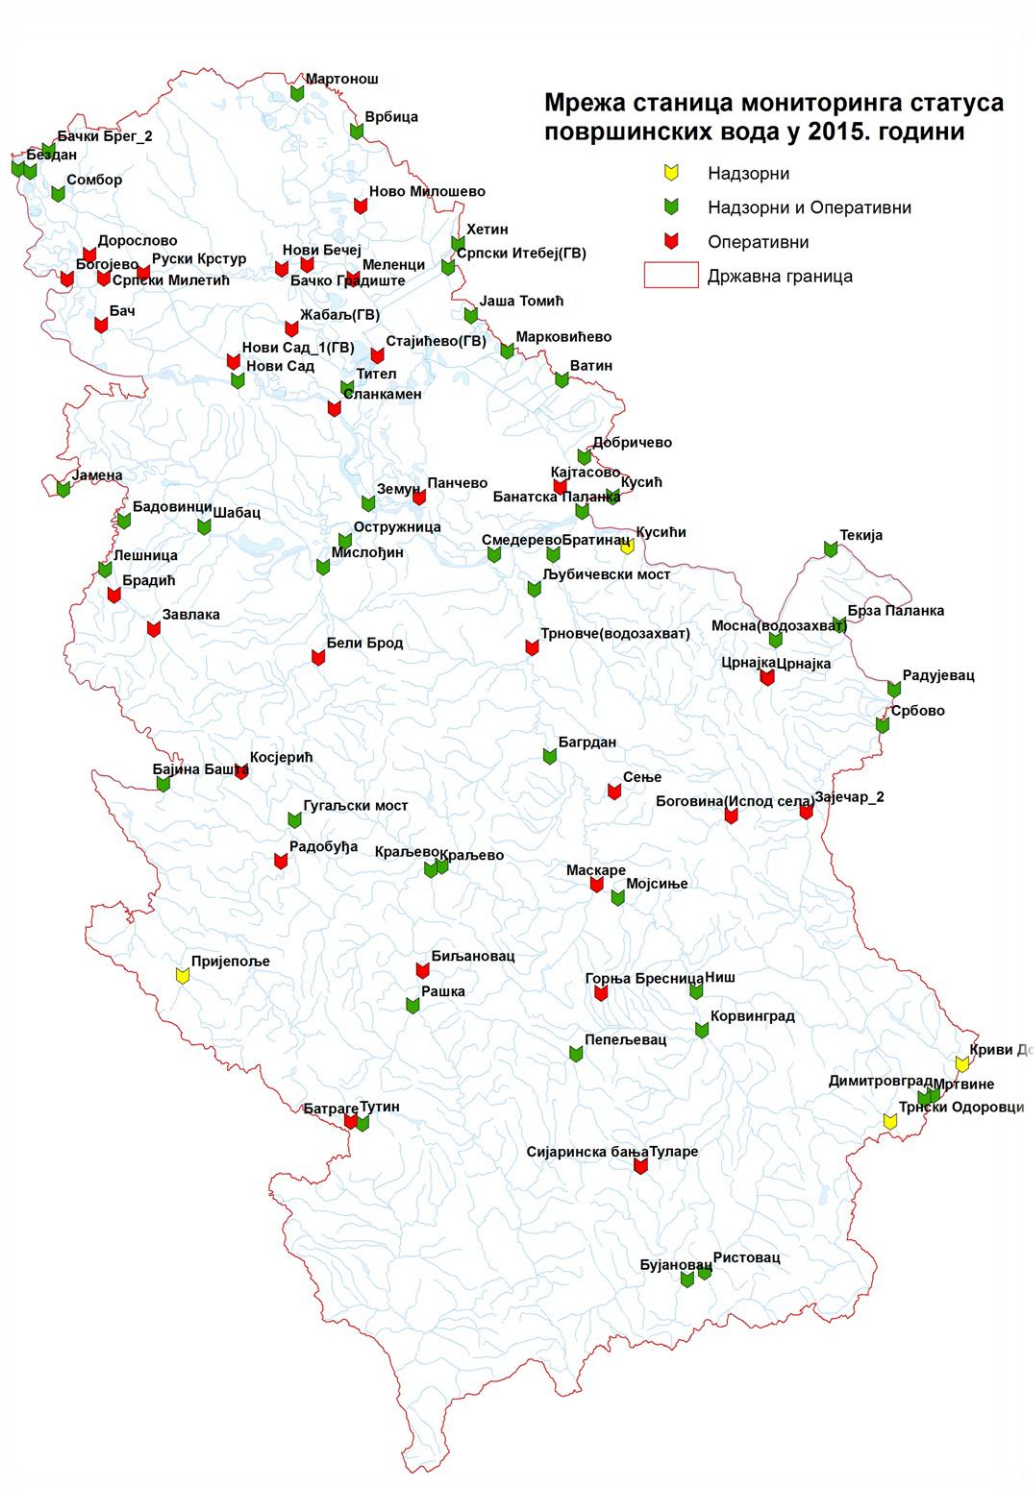 Мартонош
Мрежа станица мониторинга статуса
површинских вода у 2015. години
Врбица
Бачки Брег_2
Бездан
Надзорни
Сомбор
Ново Милошево
Надзорни и Оперативни
Хетин
Дорослово
Оперативни
Нови Бечеј
Српски Итебеј(ГВ)
Руски Крстур
Богојево
Меленци
Државна граница
Српски Милетић
Бачко Градиште
Јаша Томић
Бач
Жабаљ(ГВ)
Марковићево
Стајићево(ГВ)
Нови Сад_1(ГВ)
Нови Сад
Ватин
Тител
Сланкамен
Добричево
Јамена
Кајтасово
Кусић
Панчево
Земун
Банатска Паланка
Бадовинци
Шабац
Остружница
Кусићи
Текија
Смедерево
Братинац
Мислођин
Лешница
Љубичевски мост
Брадић
Брза Паланка
Завлака
Мосна(водозахват)
Трновче(водозахват)
Бели Брод
Црнајка
Црнајка
Радујевац
Србово
Багрдан
Косјерић
Бајина Башта
Сење
Зајечар_2
Боговина(Испод села)
Гугаљски мост
Радобуђа
Краљево
Краљево
Маскаре
Мојсиње
Биљановац
Пријепоље
Горња Бресница
Ниш
Рашка
Корвинград
Пепељевац
Криви До
Димитровград
Мртвине
Батраге
Тутин
Трнски Одоровци
Сијаринска бања
Туларе
Ристовац
Бујановац